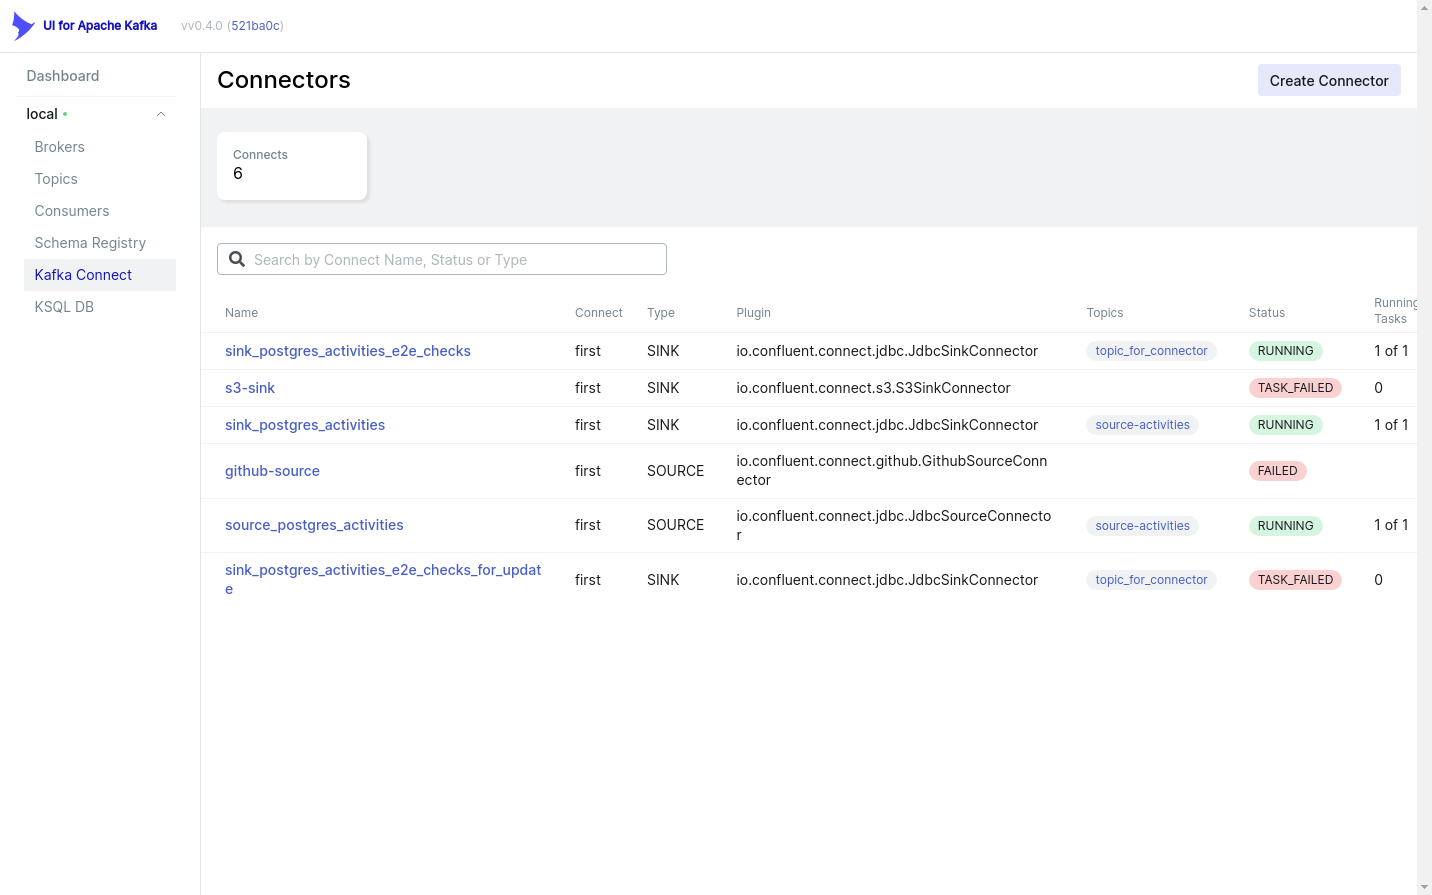 UI for Apache Kafka vv0.4.0 (521ba0c)
Dashboard
local
Brokers
Topics
Consumers
Schema Registry
Kafka Connect
KSQL DB
Connectors
Create Connector
Connects
6
Search by Connect Name, Status or Type
Name Connect Type Plugin Topics Status Running
Tasks
sink_postgres_activities_e2e_checks first SINK io.confluent.connect.jdbc.JdbcSinkConnector topic_for_connector RUNNING 1 of 1
s3-sink first SINK io.confluent.connect.s3.S3SinkConnector TASK_FAILED 0
sink_postgres_activities first SINK io.confluent.connect.jdbc.JdbcSinkConnector source-activities RUNNING 1 of 1
github-source first SOURCE io.confluent.connect.github.GithubSourceConn
ector FAILED
source_postgres_activities first SOURCE io.confluent.connect.jdbc.JdbcSourceConnecto
r source-activities RUNNING 1 of 1
sink_postgres_activities_e2e_checks_for_updat
e first SINK io.confluent.connect.jdbc.JdbcSinkConnector topic_for_connector TASK_FAILED 0